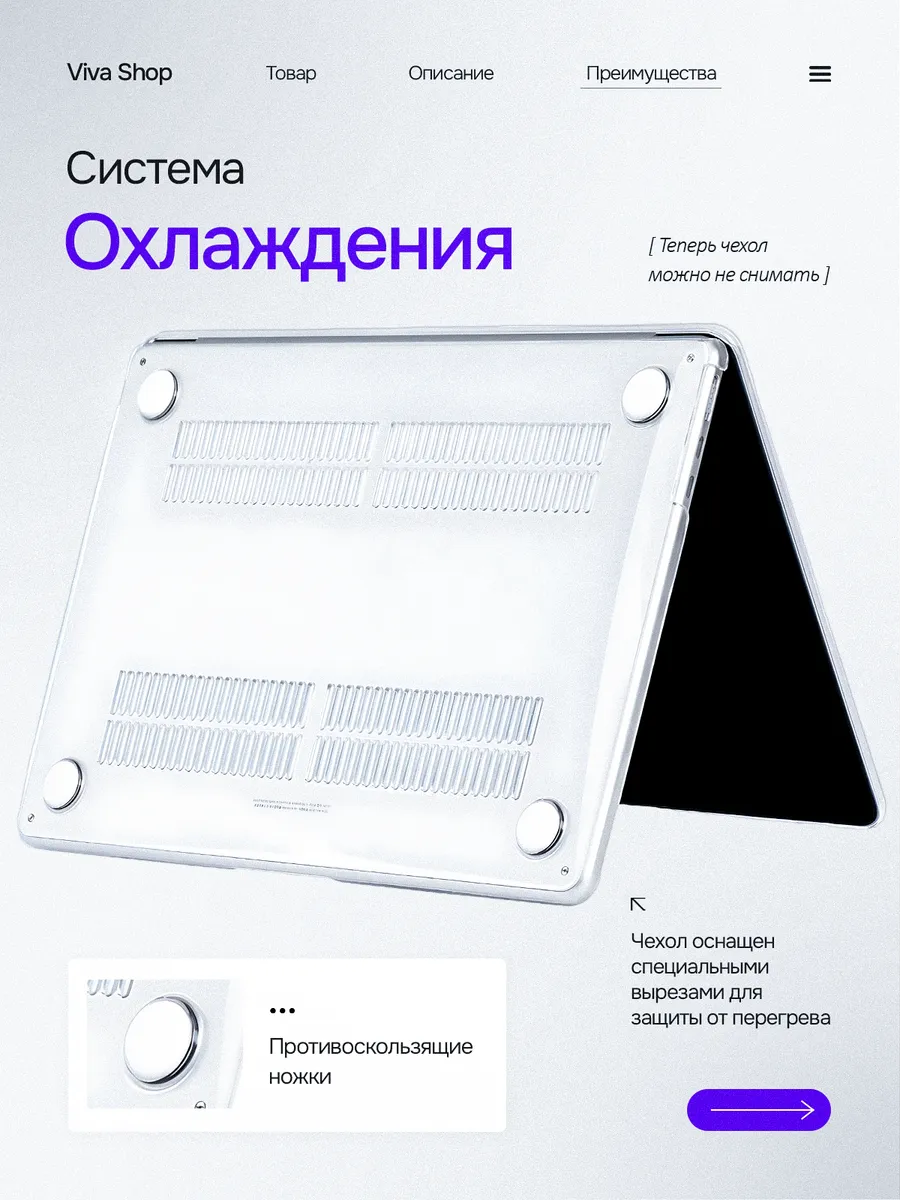 Viva Shop
Товар
Описание
Преимущества
Система
Охлаждения
[ Теперь чехол
можно не снимать ]
Чехол оснащен
специальными
вырезами для
защиты от перегрева
•••
Противоскользящие
ножки